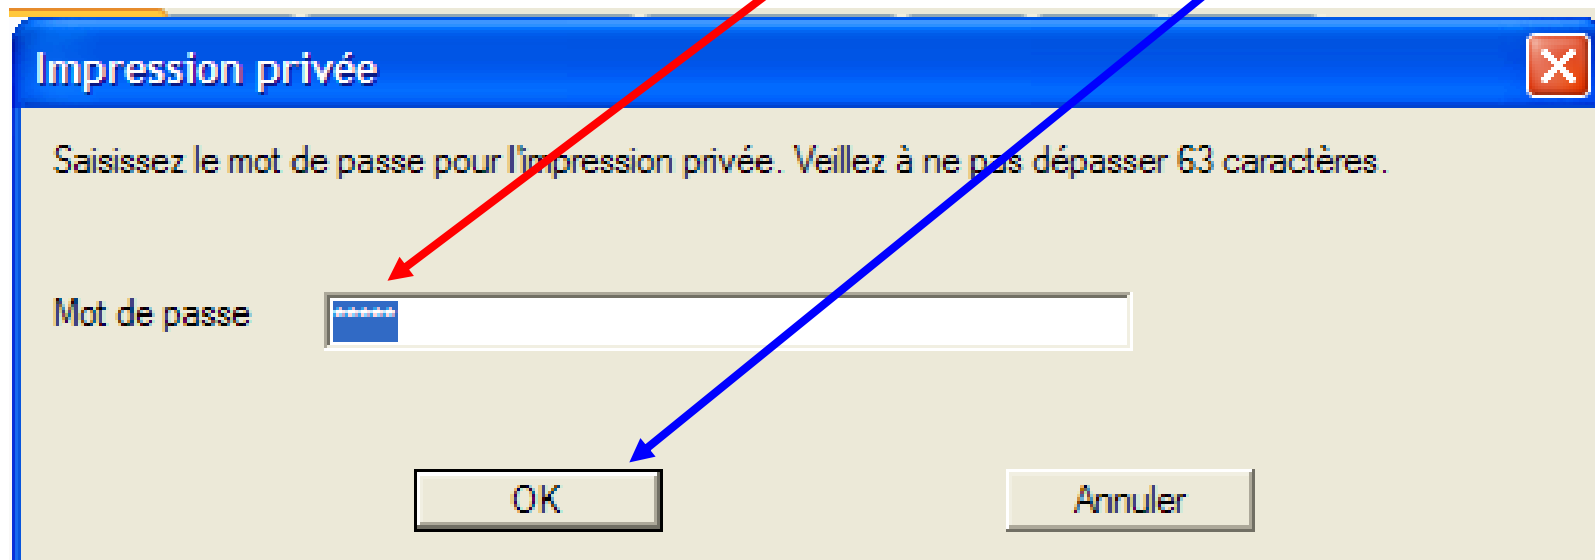 Impression privée
Saisissez le mot de passe pour l'impression privée. Veillez à ne pas dépasser 63 caractères.
Mot de passe
*****
OK
Annuler